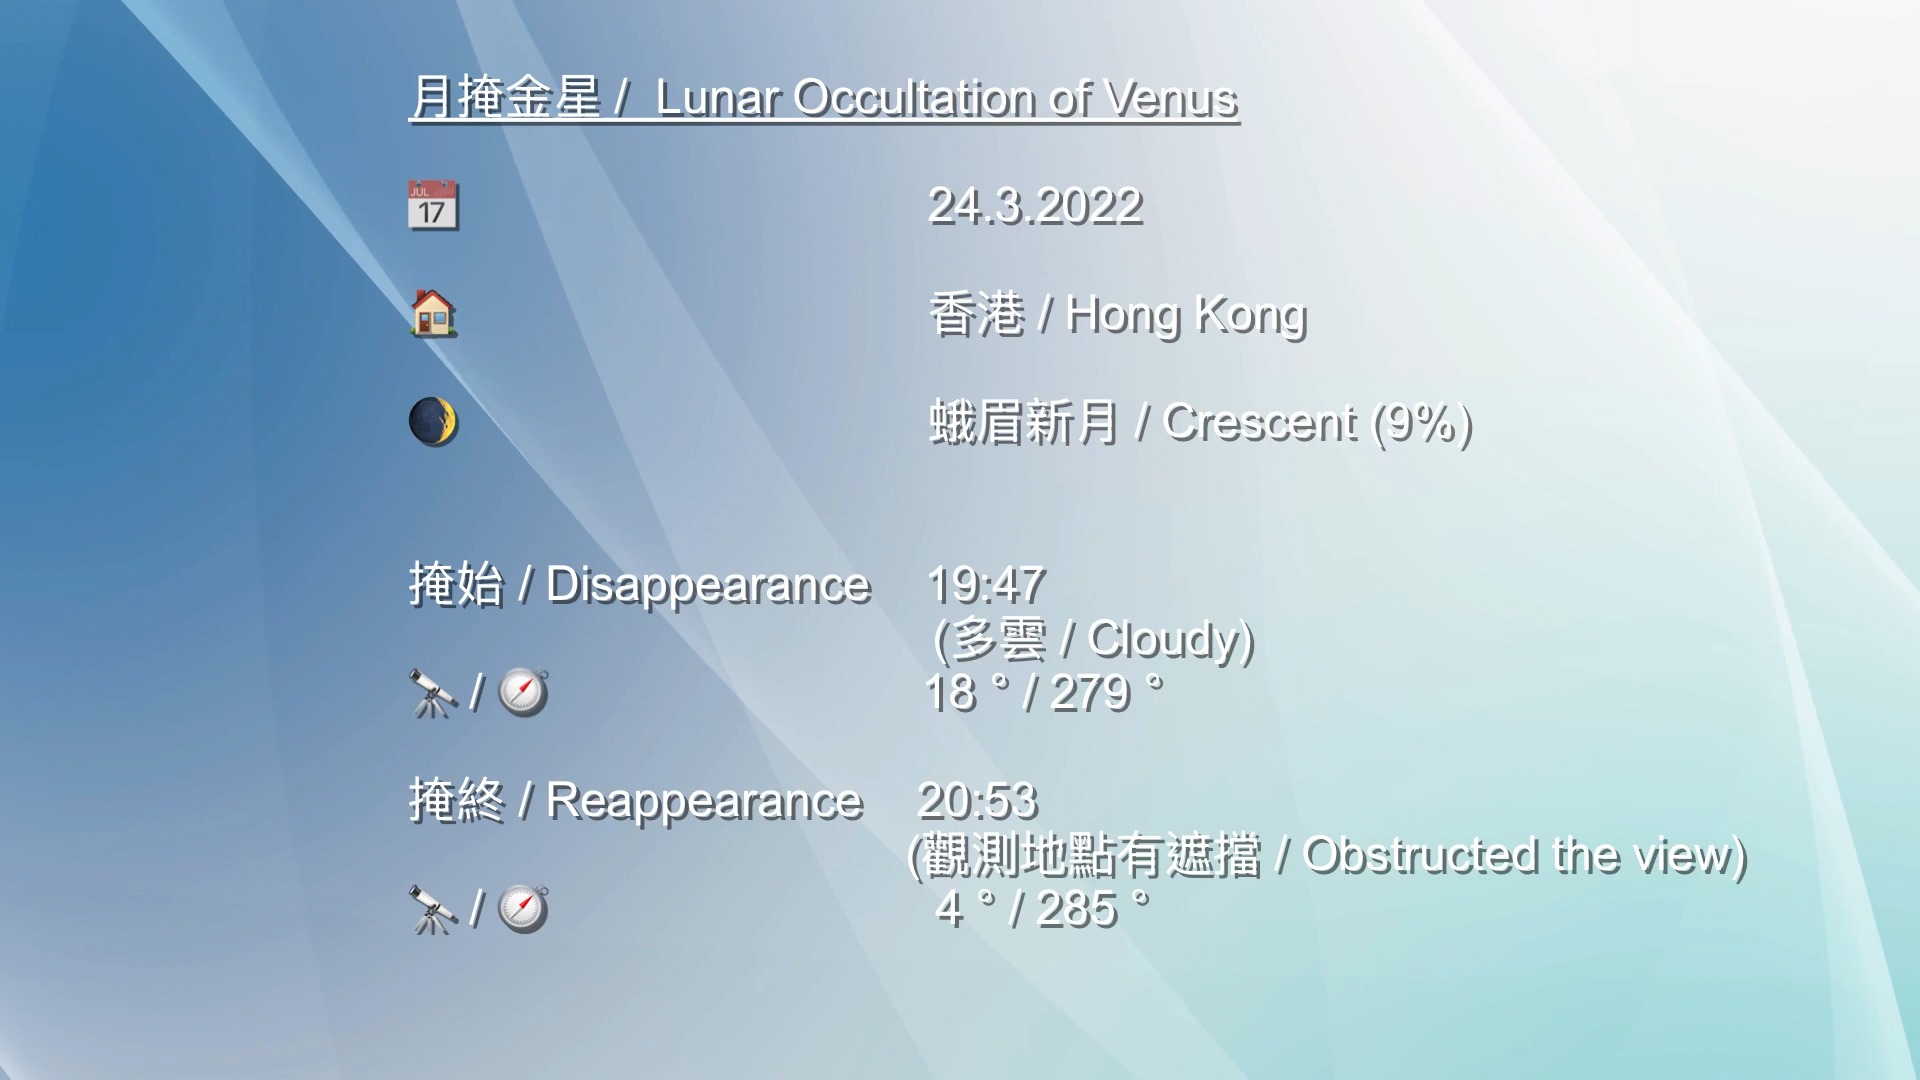 月掩金星 / Lunar Occultation of Venus
JUL 17 24.3.2022
香港 / Hong Kong
蛾眉新月 / Crescent (9%)
掩始 / Disappearance 19:47
(多雲 / Cloudy)
/ 18 ° / 279 °
掩終 / Reappearance 20:53
(觀測地點有遮擋 / Obstructed the view)
/ 4 ° / 285 °